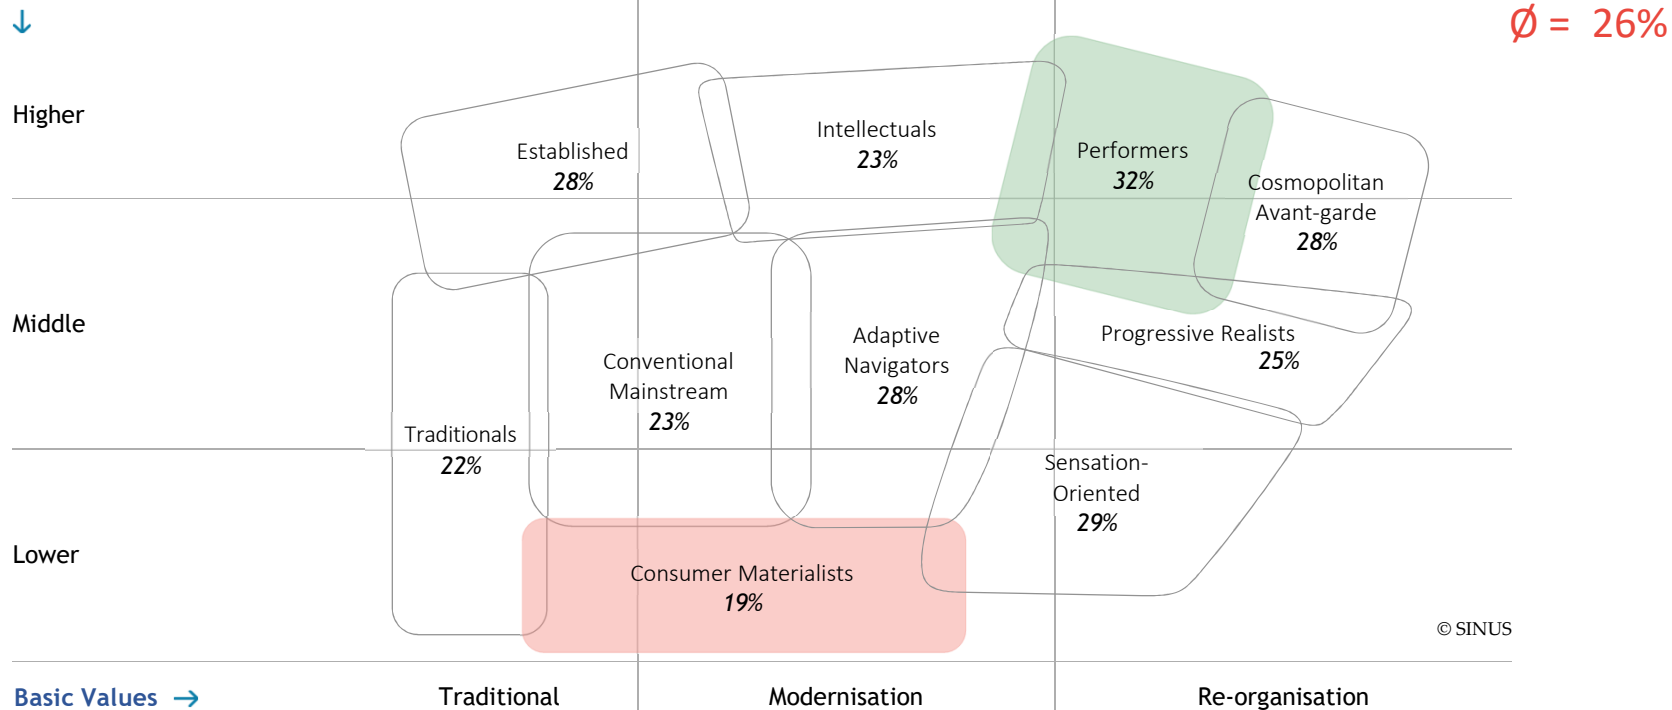 ↓
Ø = 26%
Higher
Established
28%
Intellectuals
23%
Performers
32%
Cosmopolitan
Avant-garde
28%
Middle
Conventional
Mainstream
23%
Adaptive
Navigators
28%
Progressive Realists
25%
Traditionals
22%
Sensation-
Oriented
29%
Lower
Consumer Materialists
19%
© SINUS
Basic Values →
Traditional
Modernisation
Re-organisation